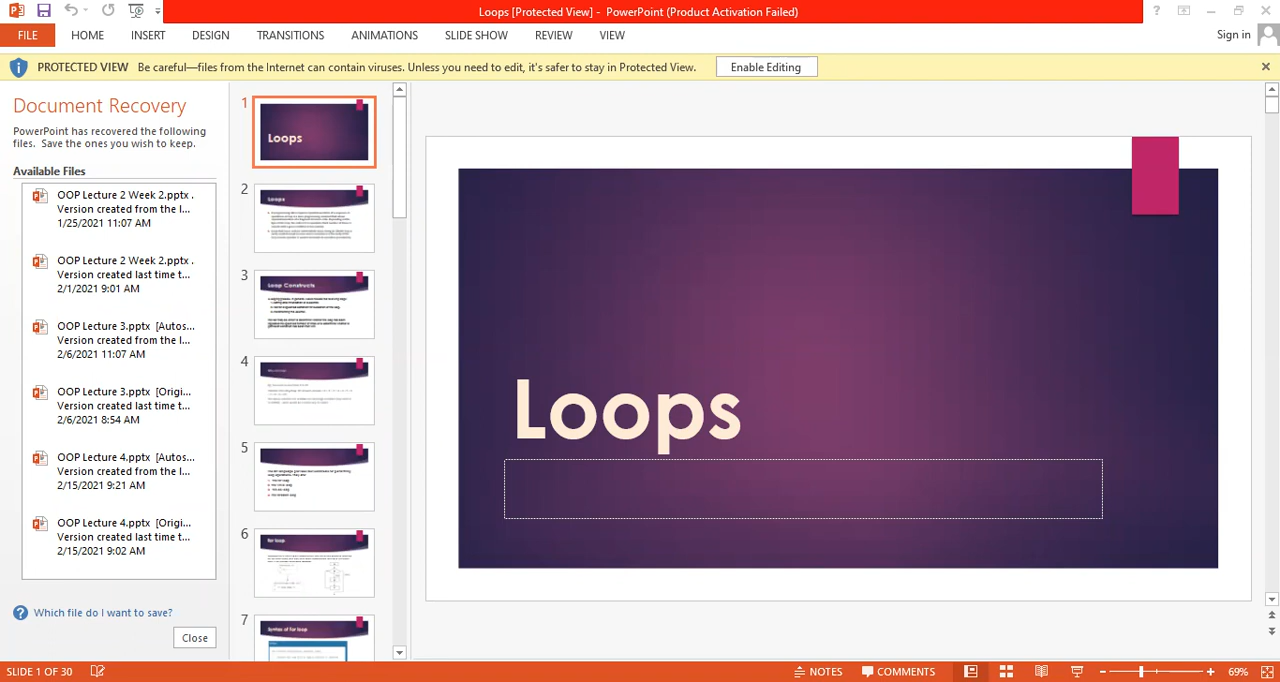 Loops [Protected View] - PowerPoint (Product Activation Failed)
FILE HOME INSERT DESIGN TRANSITIONS ANIMATIONS SLIDE SHOW REVIEW VIEW Sign in
PROTECTED VIEW Be careful—files from the Internet can contain viruses. Unless you need to edit, it's safer to stay in Protected View. Enable Editing
Document Recovery
PowerPoint has recovered the following
files. Save the ones you wish to keep.
Available Files
OOP Lecture 2 Week 2.pptx .
Version created from the l...
1/25/2021 11:07 AM
OOP Lecture 2 Week 2.pptx .
Version created last time t...
2/1/2021 9:01 AM
OOP Lecture 3.pptx [Autos...
Version created from the l...
2/6/2021 11:07 AM
OOP Lecture 3.pptx [Origi...
Version created last time t...
2/6/2021 8:54 AM
OOP Lecture 4.pptx [Autos...
Version created from the l...
2/15/2021 9:21 AM
OOP Lecture 4.pptx [Origi...
Version created last time t...
2/15/2021 9:02 AM
Which file do I want to save?
Close
1
Loops
2
Loops
3
Loop Constructs
4
5
6
for loop
7
Syntax of for loop
Loops
SLIDE 1 OF 30 NOTES COMMENTS 69%